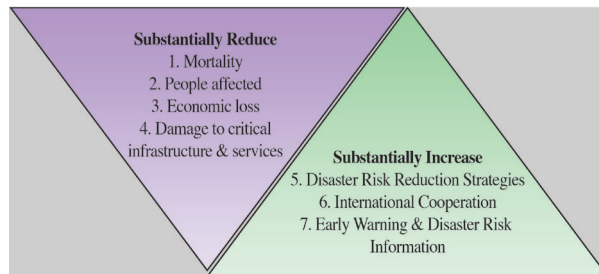 Substantially Reduce
1. Mortality
2. People affected
3. Economic loss
4. Damage to critical
infrastructure & services
Substantially Increase
5. Disaster Risk Reduction Strategies
6. International Cooperation
7. Early Warning & Disaster Risk
Information